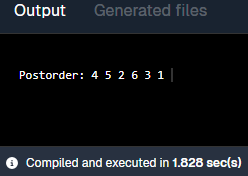 Output Generated files
Postorder: 4 5 2 6 3 1
Compiled and executed in 1.828 sec(s)